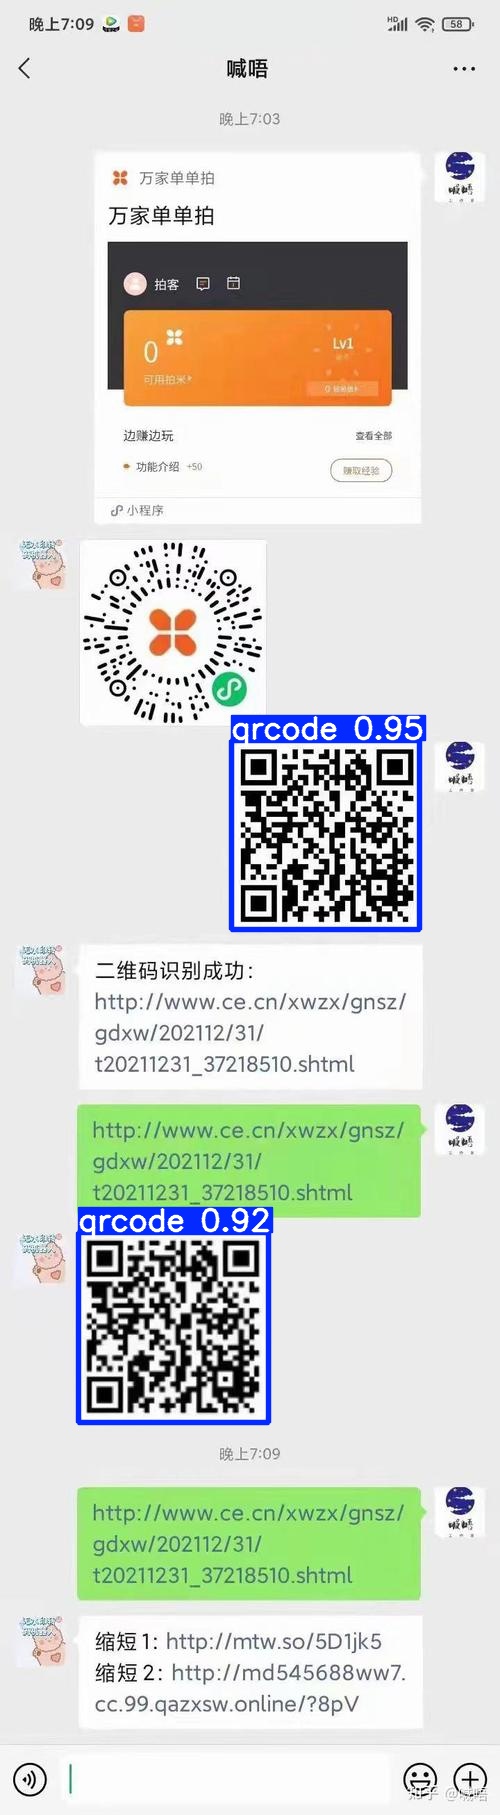 晚上7:09
HD
58
喊唔
晚上7:03
万家单单拍
万家单单拍
拍客
0
Lv1
可用拍米
边赚边玩
查看全部
功能介绍 +50
赚取经验
小程序
qrcode 0.95
二维码识别成功：
http://www.ce.cn/xwzx/gnsz/
gdxw/202112/31/
t20211231_37218510.shtml
http://www.ce.cn/xwzx/gnsz/
gdxw/202112/31/
t20211231_37218510.shtml
qrcode 0.92
晚上7:09
http://www.ce.cn/xwzx/gnsz/
gdxw/202112/31/
t20211231_37218510.shtml
缩短1: http://mtw.so/5D1jk5
缩短2: http://md545688ww7.
cc.99.qazxsw.online/?8pV
知乎 @喊唔